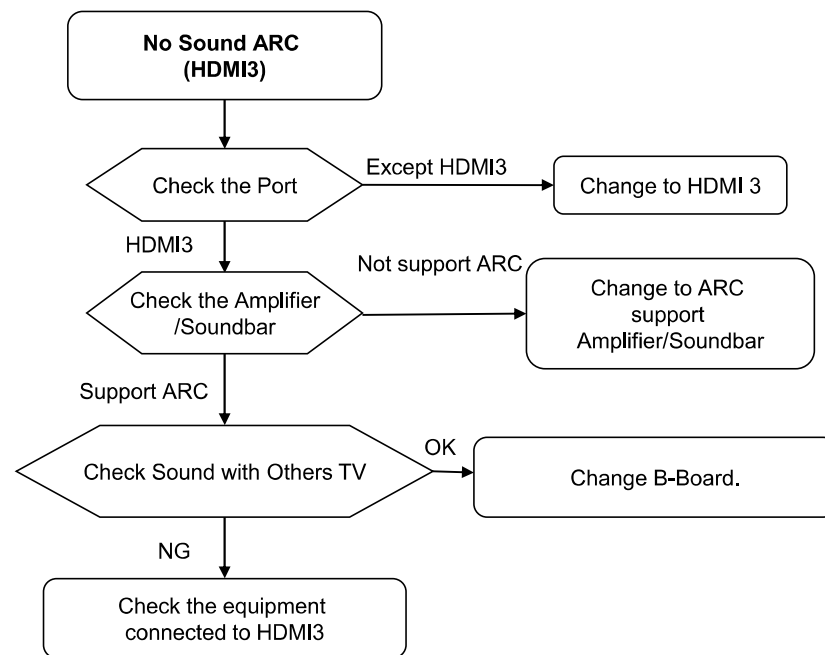 No Sound ARC
(HDMI3)
Except HDMI3
Check the Port
Change to HDMI 3
HDMI3
Not support ARC
Check the Amplifier
/Soundbar
Change to ARC
support
Amplifier/Soundbar
Support ARC
OK
Check Sound with Others TV
Change B-Board.
NG
Check the equipment
connected to HDMI3